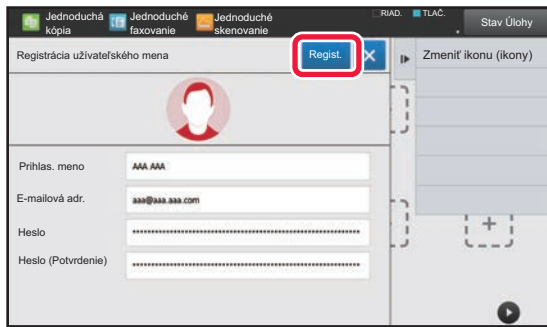 Jednoduchá kópia
Jednoduché faxovanie
Jednoduché skenovanie
RIAD.
TLAČ.
Stav Úlohy
Registrácia užívateľského mena
Regist.
Zmeniť ikonu (ikony)
Prihlas. meno
AAA AAA
E-mailová adr.
aaa@aaa.aaa.com
Heslo
Heslo (Potvrdenie)